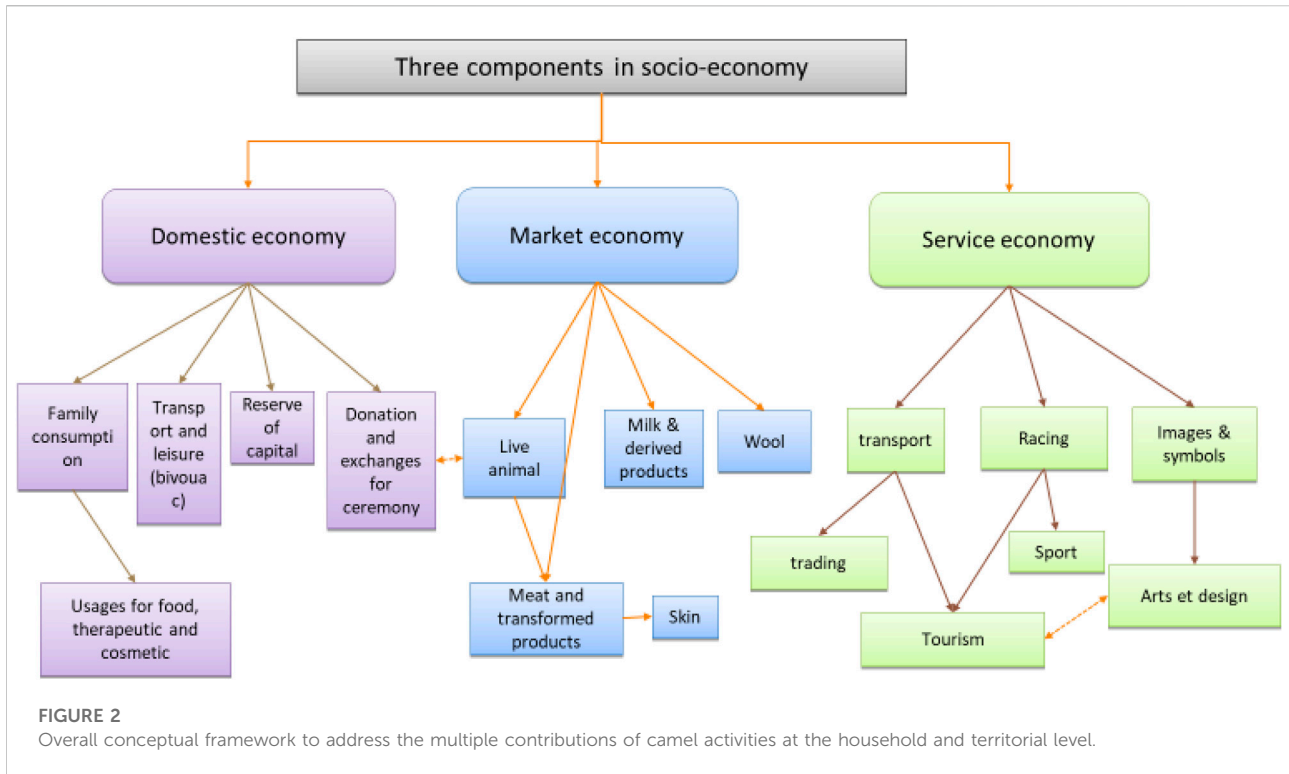 Three components in socio-economy
Domestic economy
Market economy
Service economy
Family
consumpti
on
Transp
ort and
leisure
(bivoua
c)
Reserve
of
capital
Donation
and
exchanges
for
ceremony
Live
animal
Milk &
derived
products
Wool
transport
Racing
Images &
symbols
Usages for food,
therapeutic and
cosmetic
Meat and
transformed
products
Skin
trading
Sport
Tourism
Arts et design
FIGURE 2
Overall conceptual framework to address the multiple contributions of camel activities at the household and territorial level.